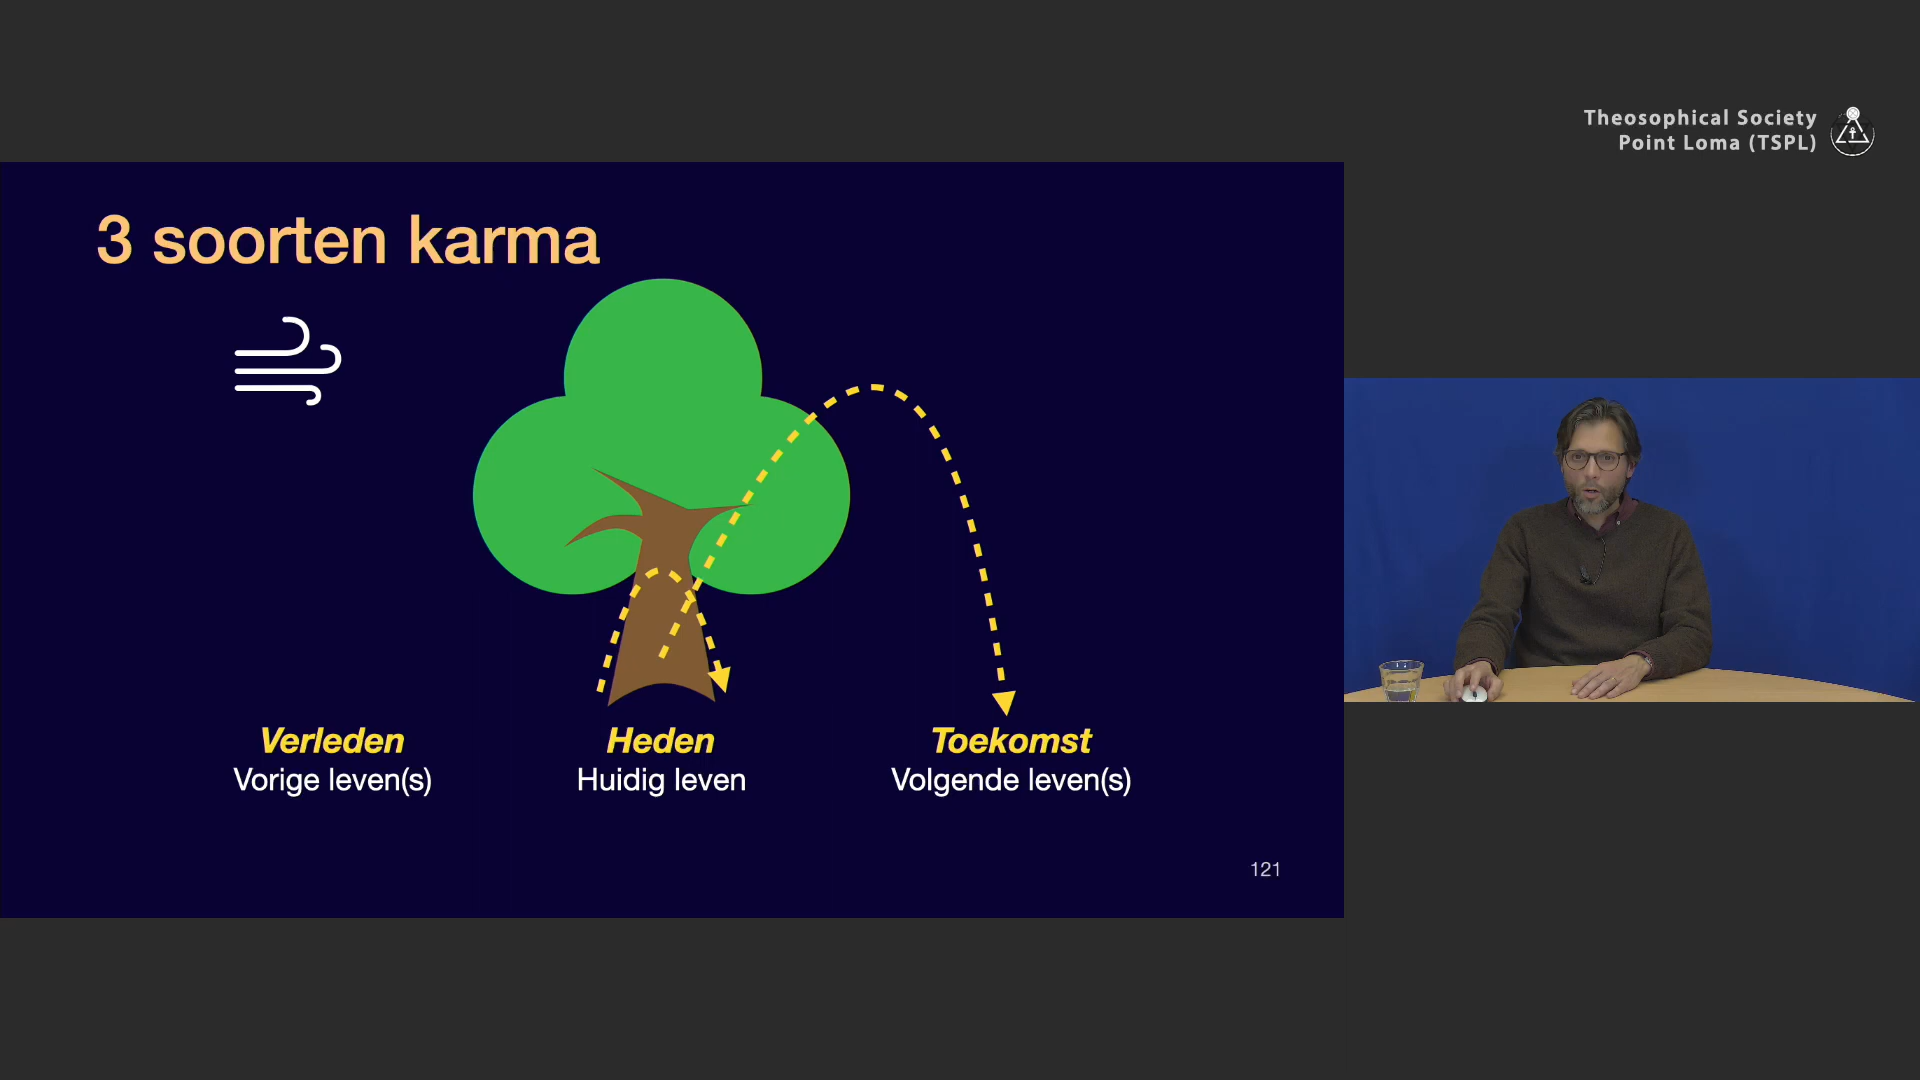 Theosophical Society
Point Loma (TSPL)
3 soorten karma
Verleden
Vorige leven(s)
Heden
Huidig leven
Toekomst
Volgende leven(s)
121